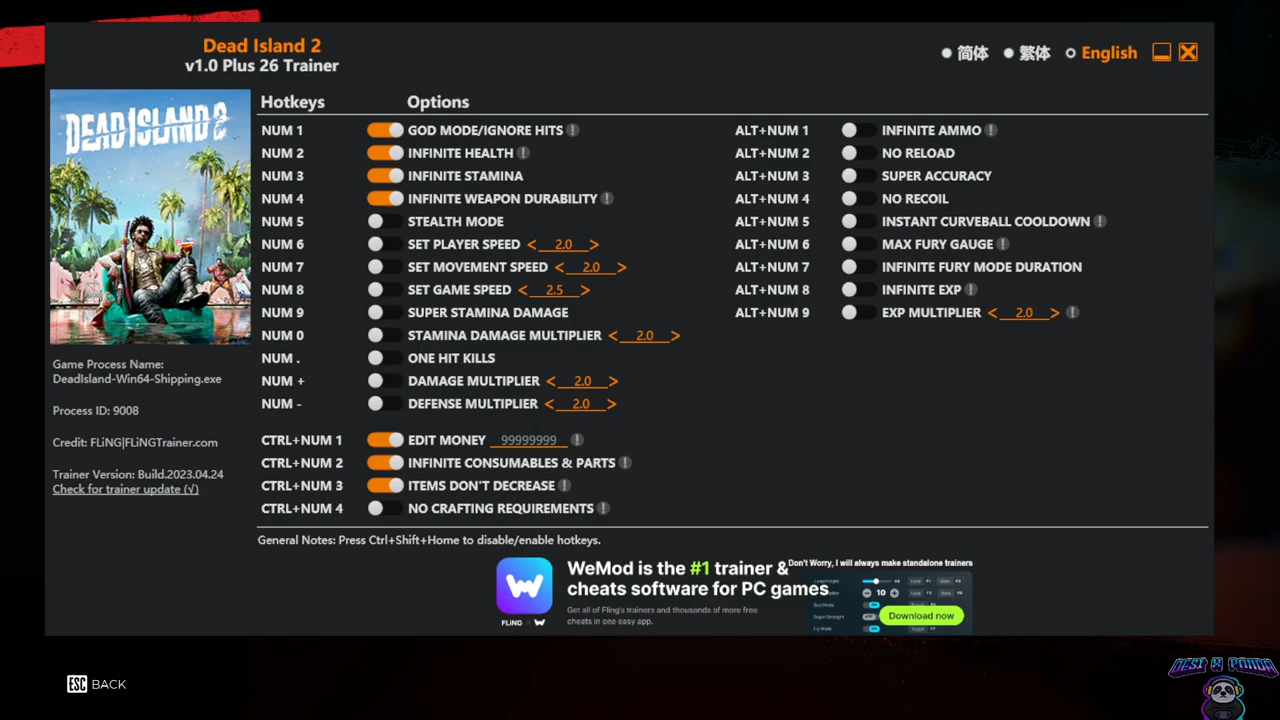 Dead Island 2
v1.0 Plus 26 Trainer
简体
繁体
English
DEAD ISLAND 2
Game Process Name:
DeadIsland-Win64-Shipping.exe
Process ID: 9008
Credit: FLiNG|FLiNGTrainer.com
Trainer Version: Build.2023.04.24
Check for trainer update (√)
Hotkeys Options
NUM 1 GOD MODE/IGNORE HITS !
NUM 2 INFINITE HEALTH !
NUM 3 INFINITE STAMINA
NUM 4 INFINITE WEAPON DURABILITY !
NUM 5 STEALTH MODE
NUM 6 SET PLAYER SPEED < 2.0 >
NUM 7 SET MOVEMENT SPEED < 2.0 >
NUM 8 SET GAME SPEED < 2.5 >
NUM 9 SUPER STAMINA DAMAGE
NUM 0 STAMINA DAMAGE MULTIPLIER < 2.0 >
NUM . ONE HIT KILLS
NUM + DAMAGE MULTIPLIER < 2.0 >
NUM - DEFENSE MULTIPLIER < 2.0 >
CTRL+NUM 1 EDIT MONEY 99999999 !
CTRL+NUM 2 INFINITE CONSUMABLES & PARTS !
CTRL+NUM 3 ITEMS DON'T DECREASE !
CTRL+NUM 4 NO CRAFTING REQUIREMENTS !
ALT+NUM 1 INFINITE AMMO !
ALT+NUM 2 NO RELOAD
ALT+NUM 3 SUPER ACCURACY
ALT+NUM 4 NO RECOIL
ALT+NUM 5 INSTANT CURVEBALL COOLDOWN !
ALT+NUM 6 MAX FURY GAUGE !
ALT+NUM 7 INFINITE FURY MODE DURATION
ALT+NUM 8 INFINITE EXP !
ALT+NUM 9 EXP MULTIPLIER < 2.0 > !
General Notes: Press Ctrl+Shift+Home to disable/enable hotkeys.
FLiNG > W
WeMod is the #1 trainer &
cheats software for PC games
Get all of Fling's trainers and thousands of more free
cheats in one easy app.
Don't Worry, I will always make standalone trainers
10
Download now
ESC BACK
DESI X PANDA